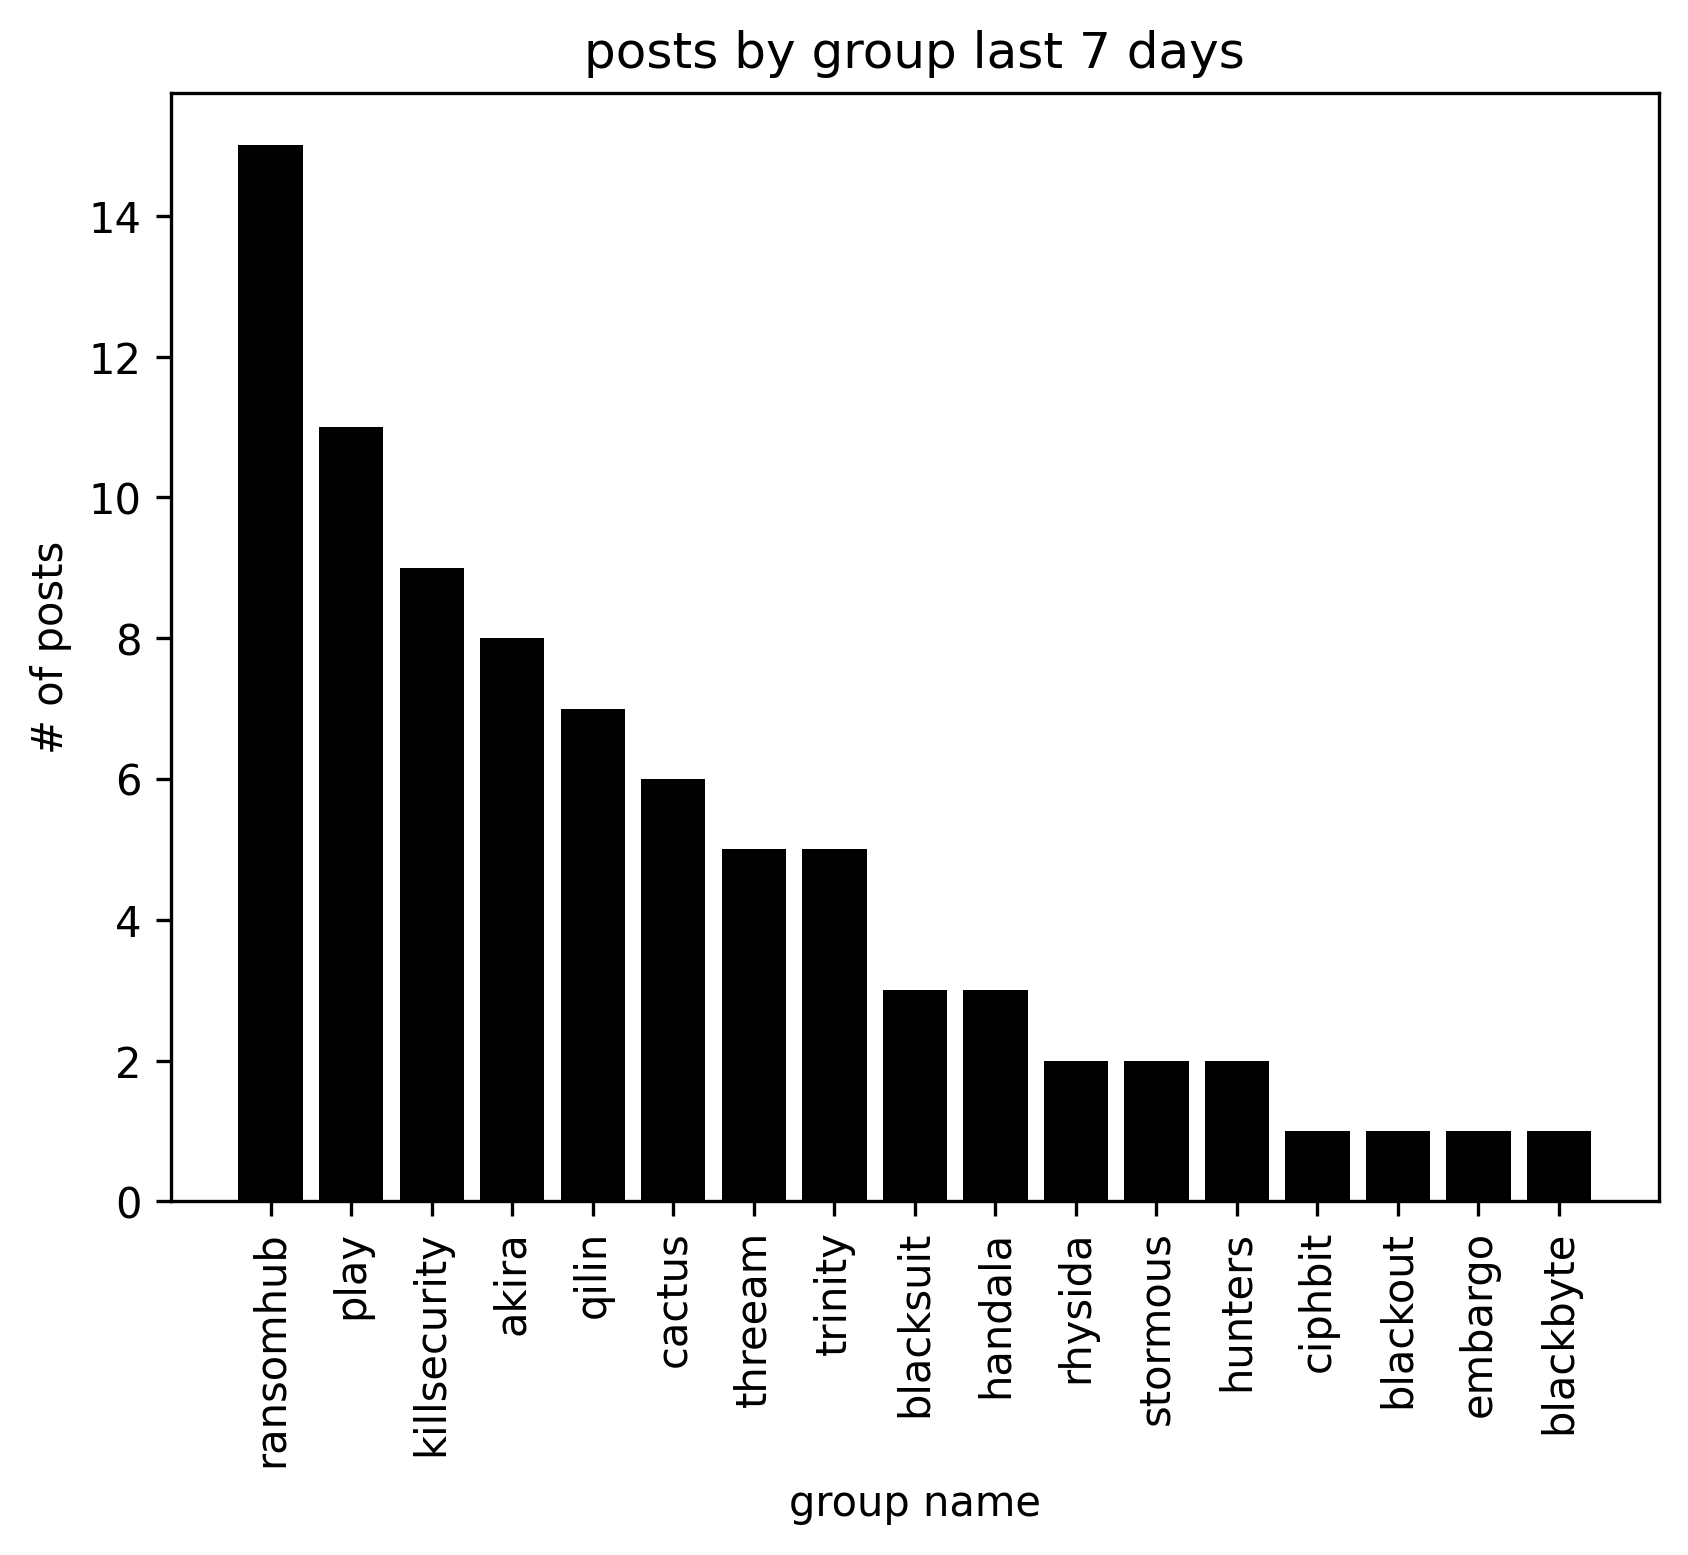 posts by group last 7 days
# of posts
14
12
10
8
6
4
2
0
ransomhub
play
killsecurity
akira
qilin
cactus
threeam
trinity
blacksuit
handala
rhysida
stormous
hunters
ciphbit
blackout
embargo
blackbyte
group name